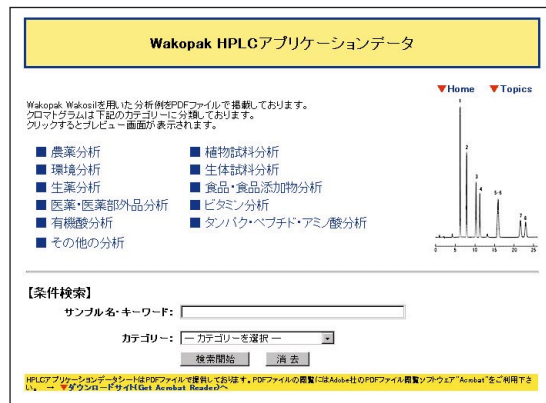 Wakopak HPLCアプリケーションデータ
▼Home ▼Topics
Wakopak Wakosilを用いた分析例をPDFファイルで掲載しております。
クロマトグラムは下記のカテゴリーに分類しております。
クリックするとプレビュー画面が表示されます。
■ 農薬分析 ■ 植物試料分析
■ 環境分析 ■ 生体試料分析
■ 生薬分析 ■ 食品・食品添加物分析
■ 医薬・医薬部外品分析 ■ ビタミン分析
■ 有機酸分析 ■ タンパク・ペプチド・アミノ酸分析
■ その他の分析
1
2
3
4
5・6
7
8
0 5 10 15 20 25
【条件検索】
サンプル名・キーワード:
カテゴリー: ― カテゴリーを選択 ―
検索開始 消去
HPLCアプリケーションデータシートはPDFファイルで提供しております。PDFファイルの閲覧にはAdobe社のPDFファイル閲覧ソフトウェア"Acrobat"をご利用下さ
い。 → ▼ダウンロードサイト(Get Acrobat Reader)へ